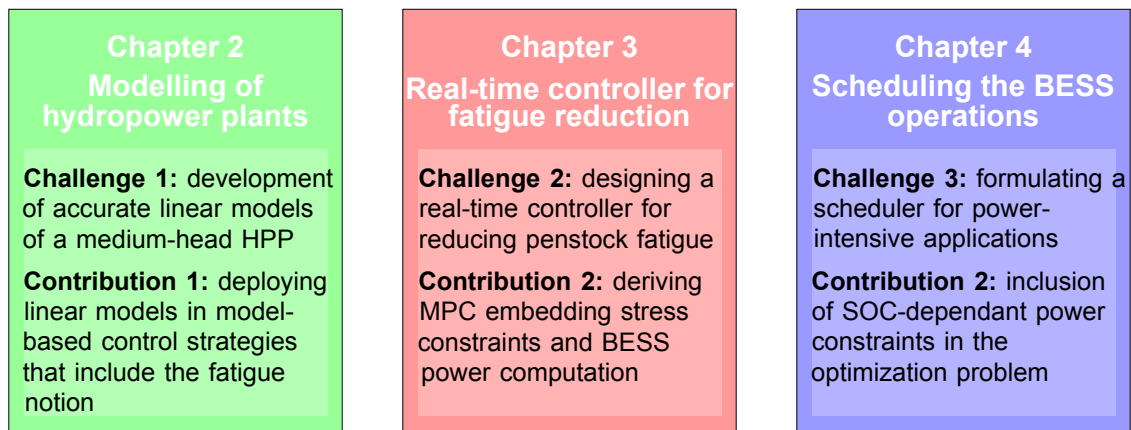 Chapter 2
Modelling of
hydropower plants
Challenge 1: development
of accurate linear models
of a medium-head HPP
Contribution 1: deploying
linear models in model-
based control strategies
that include the fatigue
notion
Chapter 3
Real-time controller for
fatigue reduction
Challenge 2: designing a
real-time controller for
reducing penstock fatigue
Contribution 2: deriving
MPC embedding stress
constraints and BESS
power computation
Chapter 4
Scheduling the BESS
operations
Challenge 3: formulating a
scheduler for power-
intensive applications
Contribution 2: inclusion
of SOC-dependant power
constraints in the
optimization problem